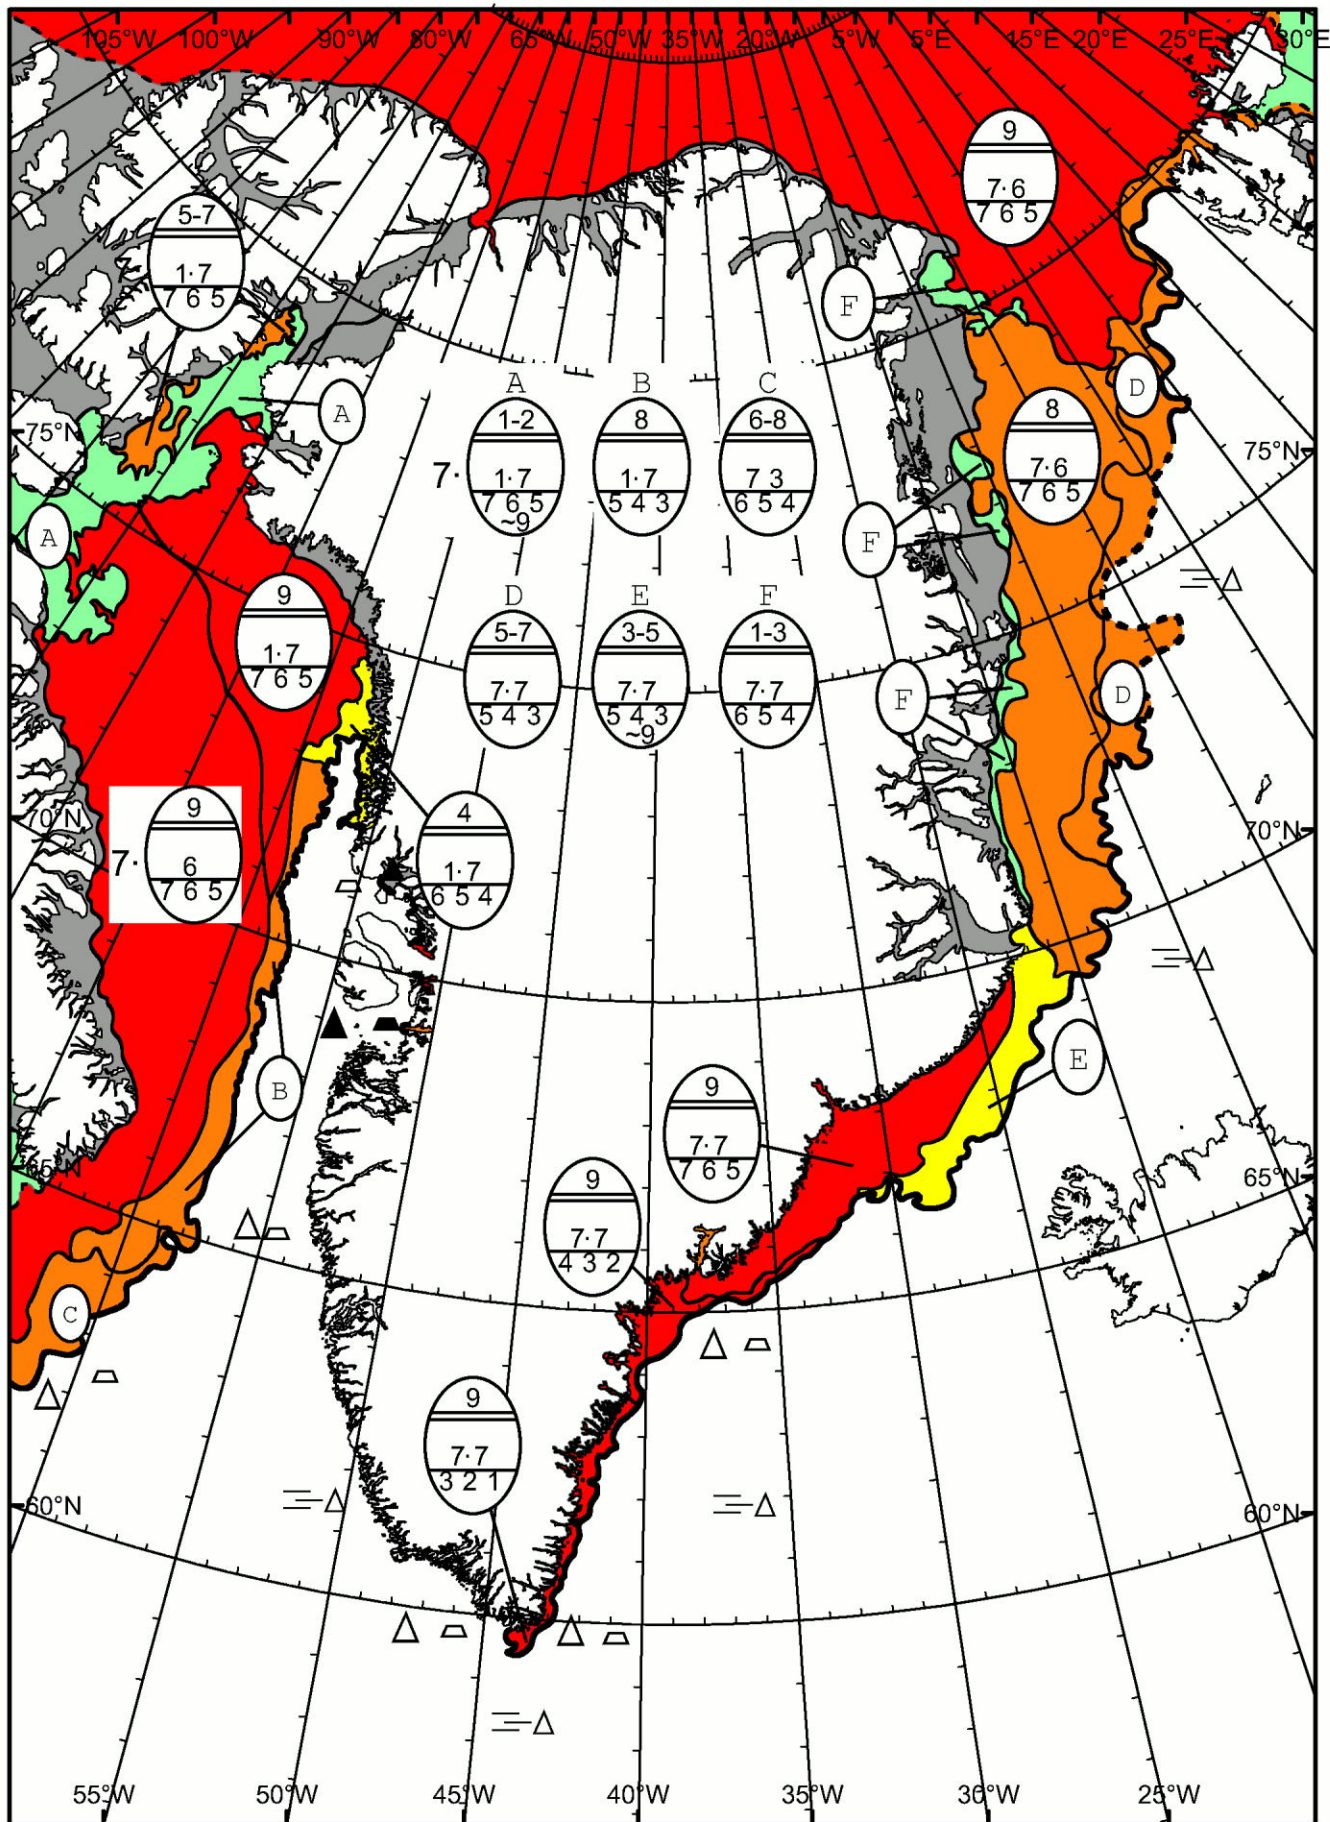 105°W 100°W 90°W 80°W 65°W 50°W 35°W 20°W 5°W 5°E 15°E 20°E 25°E 30°E
9
7·6
7 6 5
5-7
1·7
7 6 5
F
D
A
75°N
75°N
A B C
1-2 8 6-8
7· 1·7 1·7 7 3
7 6 5 5 4 3 6 5 4
~9
8
7·6
7 6 5
A
F
D E F
5-7 3-5 1-3
7·7 7·7 7·7
5 4 3 5 4 3 6 5 4
~9
9
1·7
7 6 5
F
D
70°N
70°N
9
7· 6
7 6 5
4
1·7
6 5 4
B
E
9
7·7
7 6 5
65°N
65°N
9
7·7
4 3 2
C
9
7·7
3 2 1
60°N
60°N
55°W 50°W 45°W 40°W 35°W 30°W 25°W